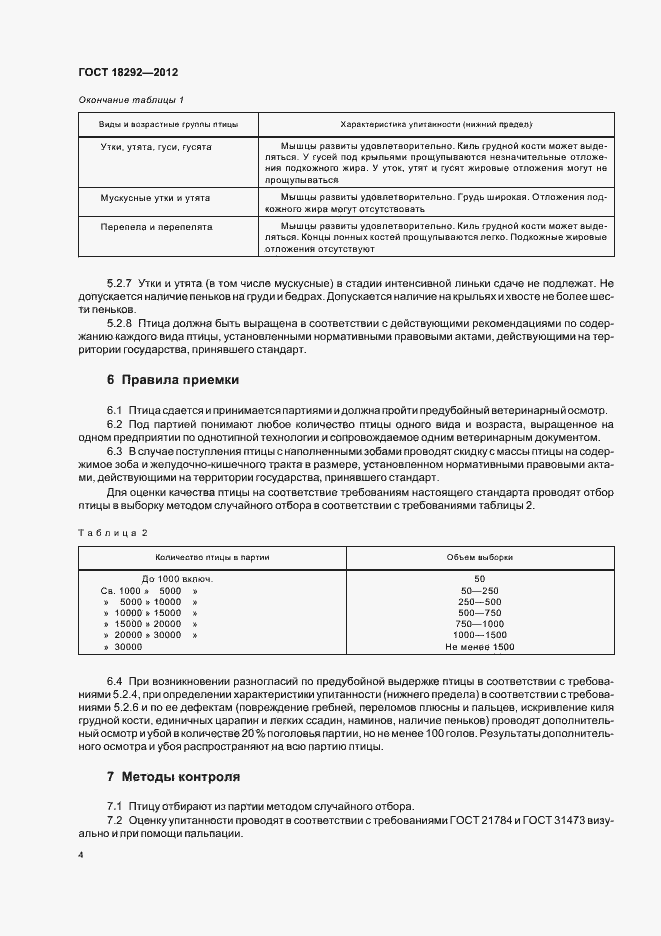 ГОСТ 18292—2012
Окончание таблицы 1
Виды и возрастные группы птицы
Характеристика упитанности (нижний предел)
Утки, утята, гуси, гусята
Мышцы развиты удовлетворительно. Киль грудной кости может выде-
ляться. У гусей под крыльями прощупываются незначительные отложе-
ния подкожного жира. У уток, утят и гусят жировые отложения могут не
прощупываться
Мускусные утки и утята
Мышцы развиты удовлетворительно. Грудь широкая. Отложения под-
кожного жира могут отсутствовать
Перепела и перепелята
Мышцы развиты удовлетворительно. Киль грудной кости может выде-
ляться. Концы лонных костей прощупываются легко. Подкожные жировые
отложения отсутствуют
5.2.7 Утки и утята (в том числе мускусные) в стадии интенсивной линьки сдаче не подлежат. Не
допускается наличие пеньков на груди и бедрах. Допускается наличие на крыльях и хвосте не более шес-
ти пеньков.
5.2.8 Птица должна быть выращена в соответствии с действующими рекомендациями по содер-
жанию каждого вида птицы, установленными нормативными правовыми актами, действующими на тер-
ритории государства, принявшего стандарт.
6 Правила приемки
6.1 Птица сдается и принимается партиями и должна пройти предубойный ветеринарный осмотр.
6.2 Под партией понимают любое количество птицы одного вида и возраста, выращенное на
одном предприятии по однотипной технологии и сопровождаемое одним ветеринарным документом.
6.3 В случае поступления птицы с наполненными зобами проводят скидку с массы птицы на содер-
жимое зоба и желудочно-кишечного тракта в размере, установленном нормативными правовыми акта-
ми, действующими на территории государства, принявшего стандарт.
Для оценки качества птицы на соответствие требованиям настоящего стандарта проводят отбор
птицы в выборку методом случайного отбора в соответствии с требованиями таблицы 2.
Таблица 2
Количество птицы в партии
Объем выборки
До 1000 включ.
50
Св. 1000 » 5000 »
50—250
» 5000 » 10000 »
250—500
» 10000 » 15000 »
500—750
» 15000 » 20000 »
750—1000
» 20000 » 30000 »
1000—1500
» 30000
Не менее 1500
6.4 При возникновении разногласий по предубойной выдержке птицы в соответствии с требова-
ниями 5.2.4, при определении характеристики упитанности (нижнего предела) в соответствии с требова-
ниями 5.2.6 и по ее дефектам (повреждение гребней, переломов плюсны и пальцев, искривление киля
грудной кости, единичных царапин и легких ссадин, наминов, наличие пеньков) проводят дополнитель-
ный осмотр и убой в количестве 20 % поголовья партии, но не менее 100 голов. Результаты дополнитель-
ного осмотра и убоя распространяют на всю партию птицы.
7 Методы контроля
7.1 Птицу отбирают из партии методом случайного отбора.
7.2 Оценку упитанности проводят в соответствии с требованиями ГОСТ 21784 и ГОСТ 31473 визу-
ально и при помощи пальпации.
4